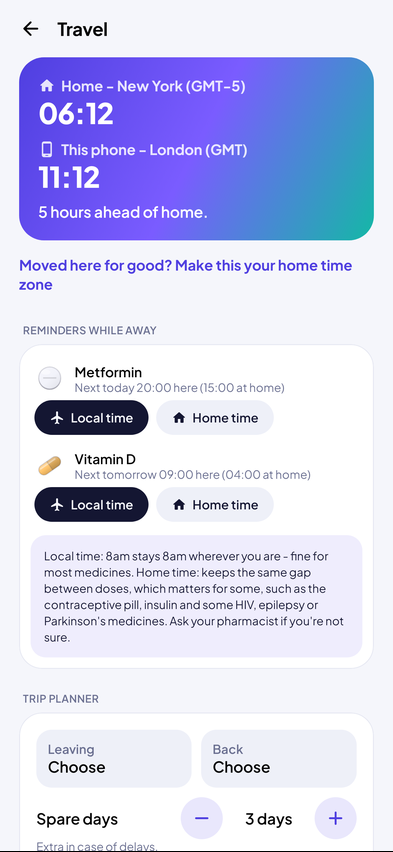 Travel
Home - New York (GMT-5)
06:12
This phone - London (GMT)
11:12
5 hours ahead of home.
Moved here for good? Make this your home time
zone
REMINDERS WHILE AWAY
Metformin
Next today 20:00 here (15:00 at home)
Local time
Home time
Vitamin D
Next tomorrow 09:00 here (04:00 at home)
Local time
Home time
Local time: 8am stays 8am wherever you are - fine for
most medicines. Home time: keeps the same gap
between doses, which matters for some, such as the
contraceptive pill, insulin and some HIV, epilepsy or
Parkinson's medicines. Ask your pharmacist if you're not
sure.
TRIP PLANNER
Leaving
Choose
Back
Choose
Spare days
3 days
Extra in case of delays.